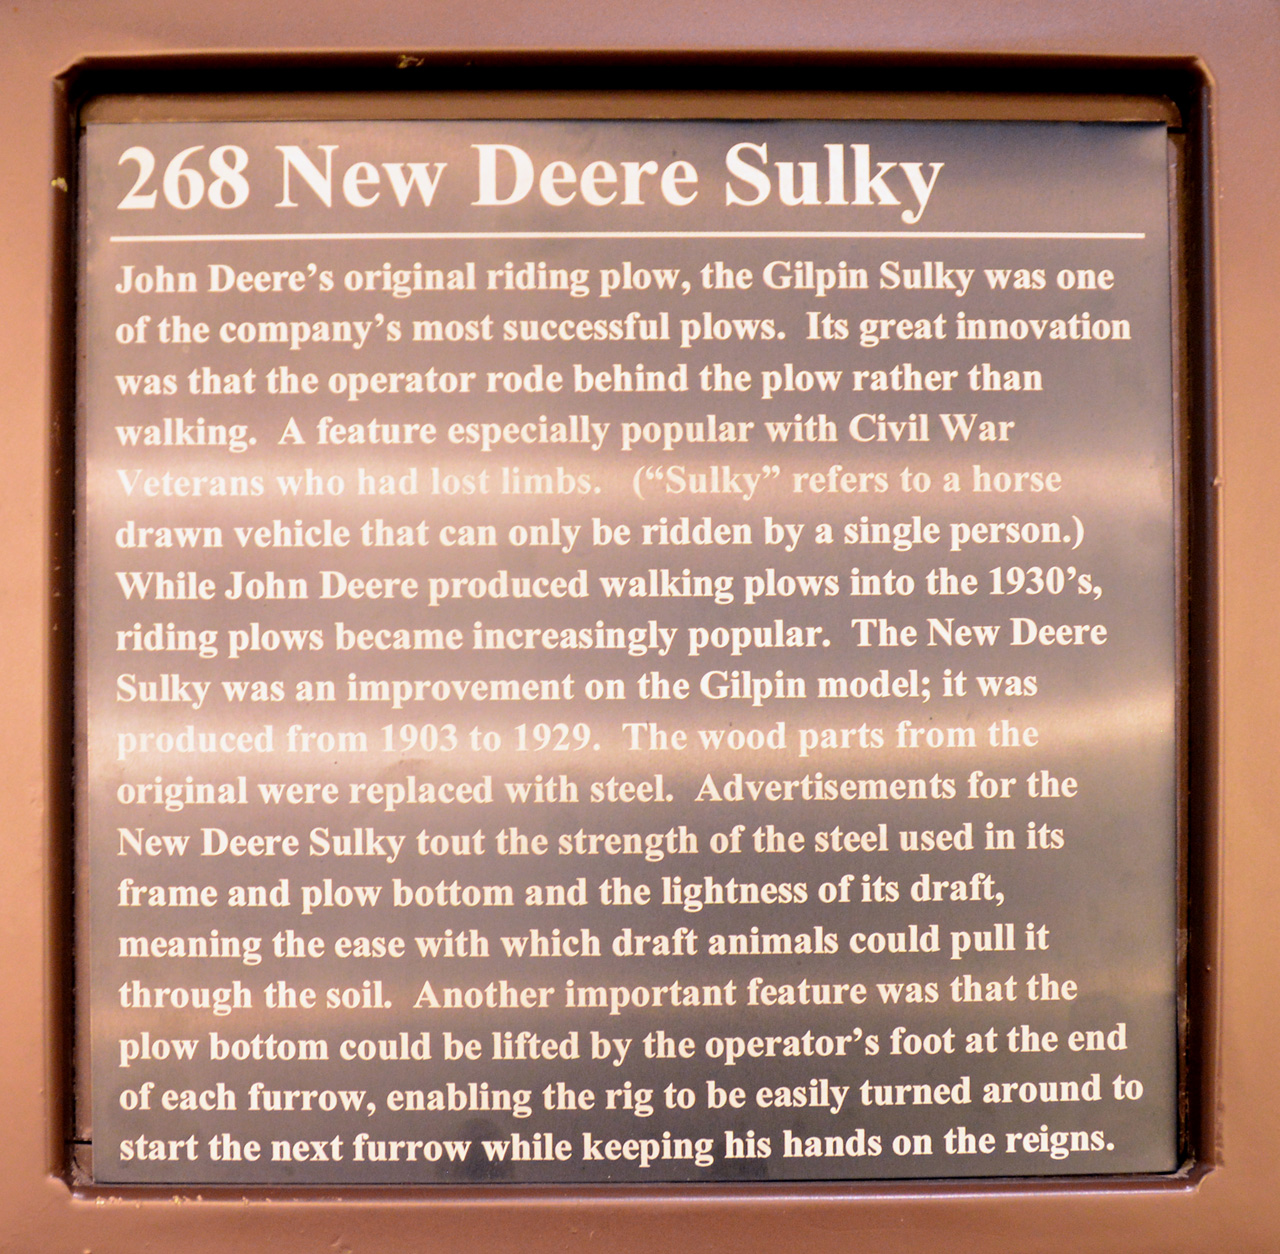 268 New Deere Sulky
John Deere’s original riding plow, the Gilpin Sulky was one
of the company’s most successful plows.  Its great innovation
was that the operator rode behind the plow rather than
walking.  A feature especially popular with Civil War
Veterans who had lost limbs.  (“Sulky” refers to a horse
drawn vehicle that can only be ridden by a single person.)
While John Deere produced walking plows into the 1930’s,
riding plows became increasingly popular.  The New Deere
Sulky was an improvement on the Gilpin model; it was
produced from 1903 to 1929.  The wood parts from the
original were replaced with steel.  Advertisements for the
New Deere Sulky tout the strength of the steel used in its
frame and plow bottom and the lightness of its draft,
meaning the ease with which draft animals could pull it
through the soil.  Another important feature was that the
plow bottom could be lifted by the operator’s foot at the end
of each furrow, enabling the rig to be easily turned around to
start the next furrow while keeping his hands on the reigns.